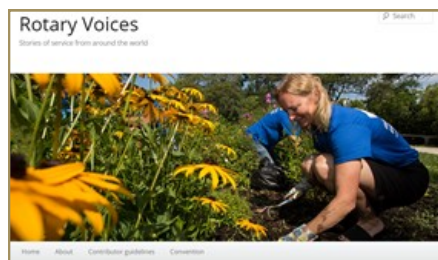 Rotary Voices
Search
Stories of service from around the world
Home About Contributor guidelines Convention